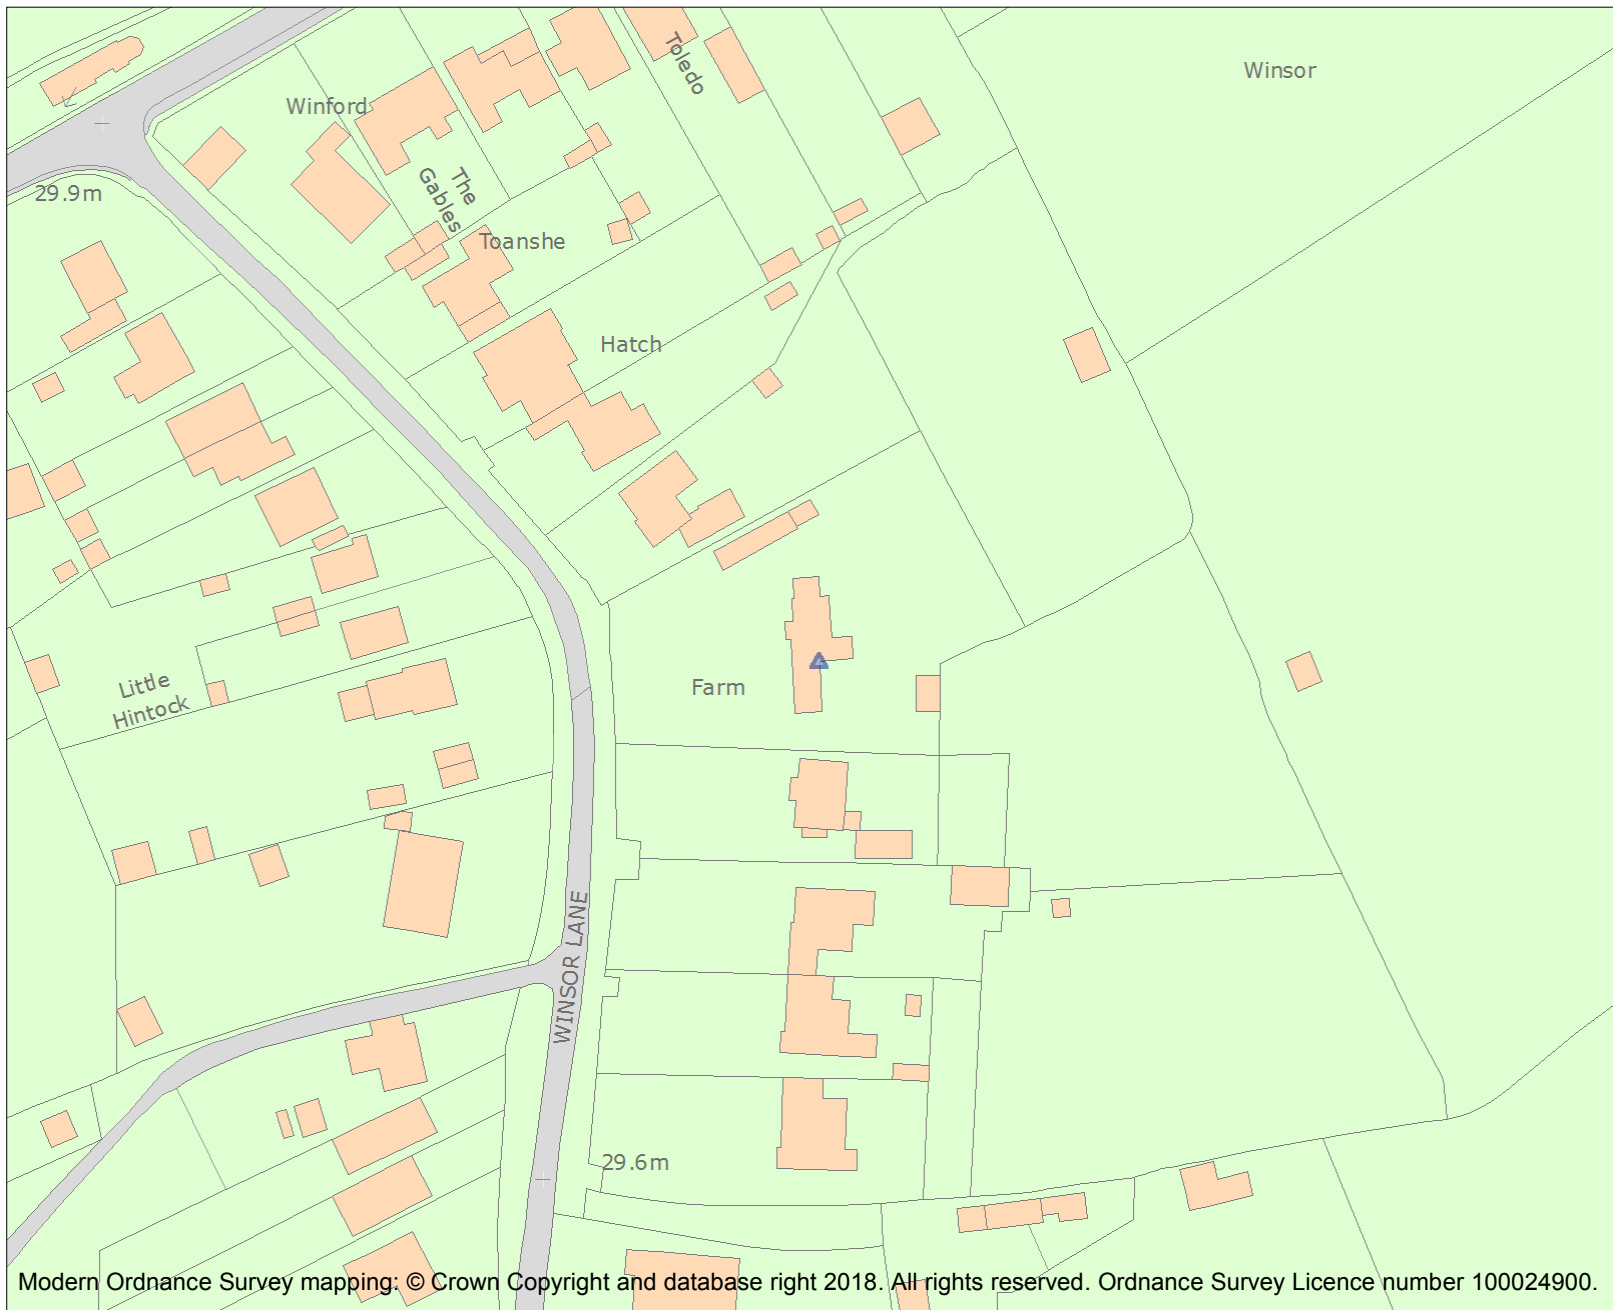 Winsor
Toledo
Winford
The
Gables
29.9m
Toanshe
Hatch
Farm
Little
Hintock
WINSOR LANE
29.6m
Modern Ordnance Survey mapping: © Crown Copyright and database right 2018. All rights reserved. Ordnance Survey Licence number 100024900.